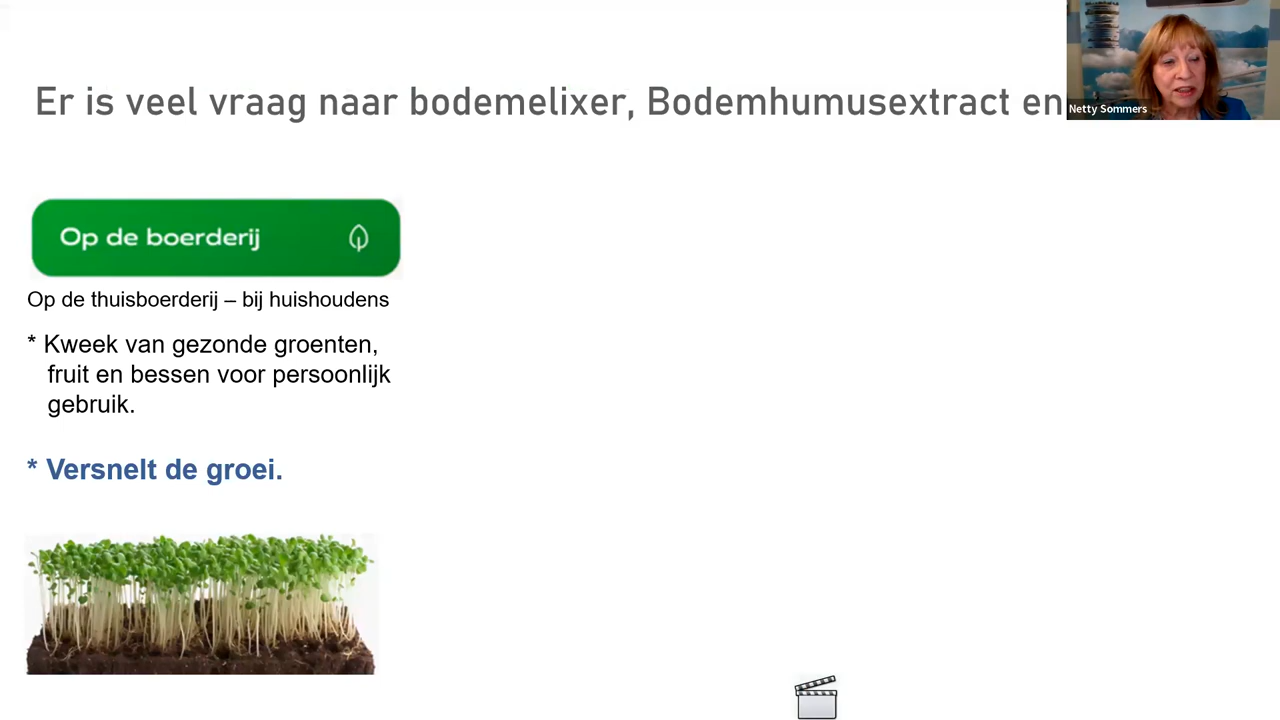 Er is veel vraag naar bodemelixer, Bodemhumusextract en
Netty Sommers
Op de boerderij
Op de thuisboerderij – bij huishoudens
* Kweek van gezonde groenten,
fruit en bessen voor persoonlijk
gebruik.
* Versnelt de groei.